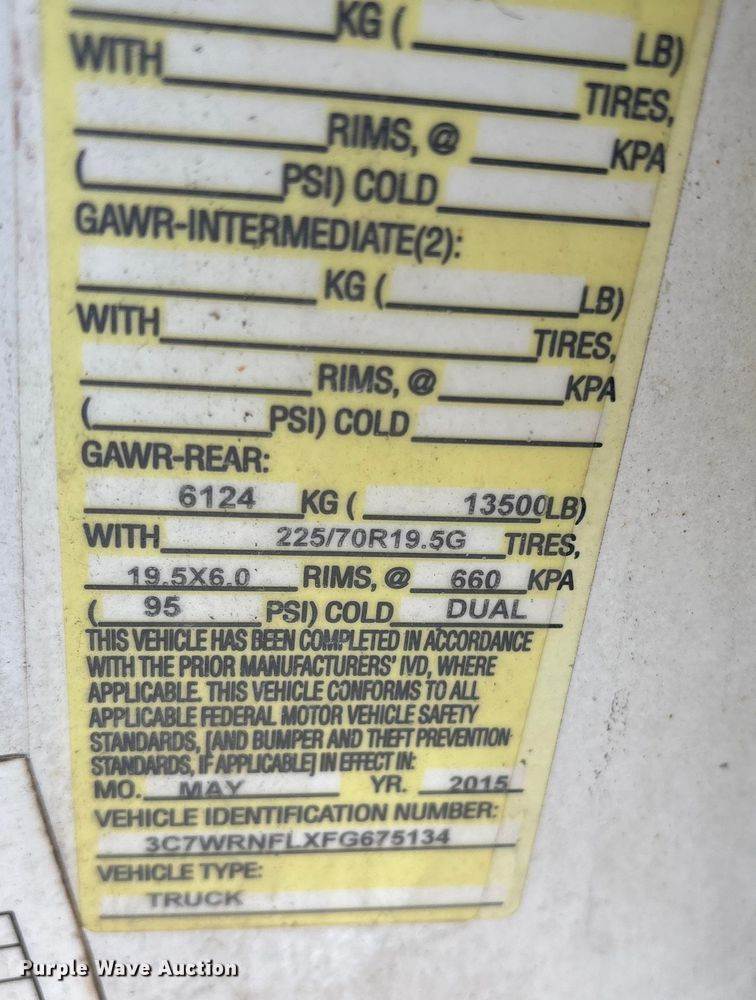 KG ( LB)
WITH TIRES,
RIMS, @ KPA
( PSI) COLD
GAWR-INTERMEDIATE(2):
KG ( LB)
WITH TIRES,
RIMS, @ KPA
( PSI) COLD
GAWR-REAR:
6124 KG ( 13500 LB)
WITH 225/70R19.5G TIRES,
19.5X6.0 RIMS, @ 660 KPA
( 95 PSI) COLD DUAL
THIS VEHICLE HAS BEEN COMPLETED IN ACCORDANCE
WITH THE PRIOR MANUFACTURERS' IVD, WHERE
APPLICABLE. THIS VEHICLE CONFORMS TO ALL
APPLICABLE FEDERAL MOTOR VEHICLE SAFETY
STANDARDS, [AND BUMPER AND THEFT PREVENTION
STANDARDS, IF APPLICABLE] IN EFFECT IN:
MO. MAY YR. 2015
VEHICLE IDENTIFICATION NUMBER:
3C7WRNFLXFG675134
VEHICLE TYPE:
TRUCK
Purple Wave Auction